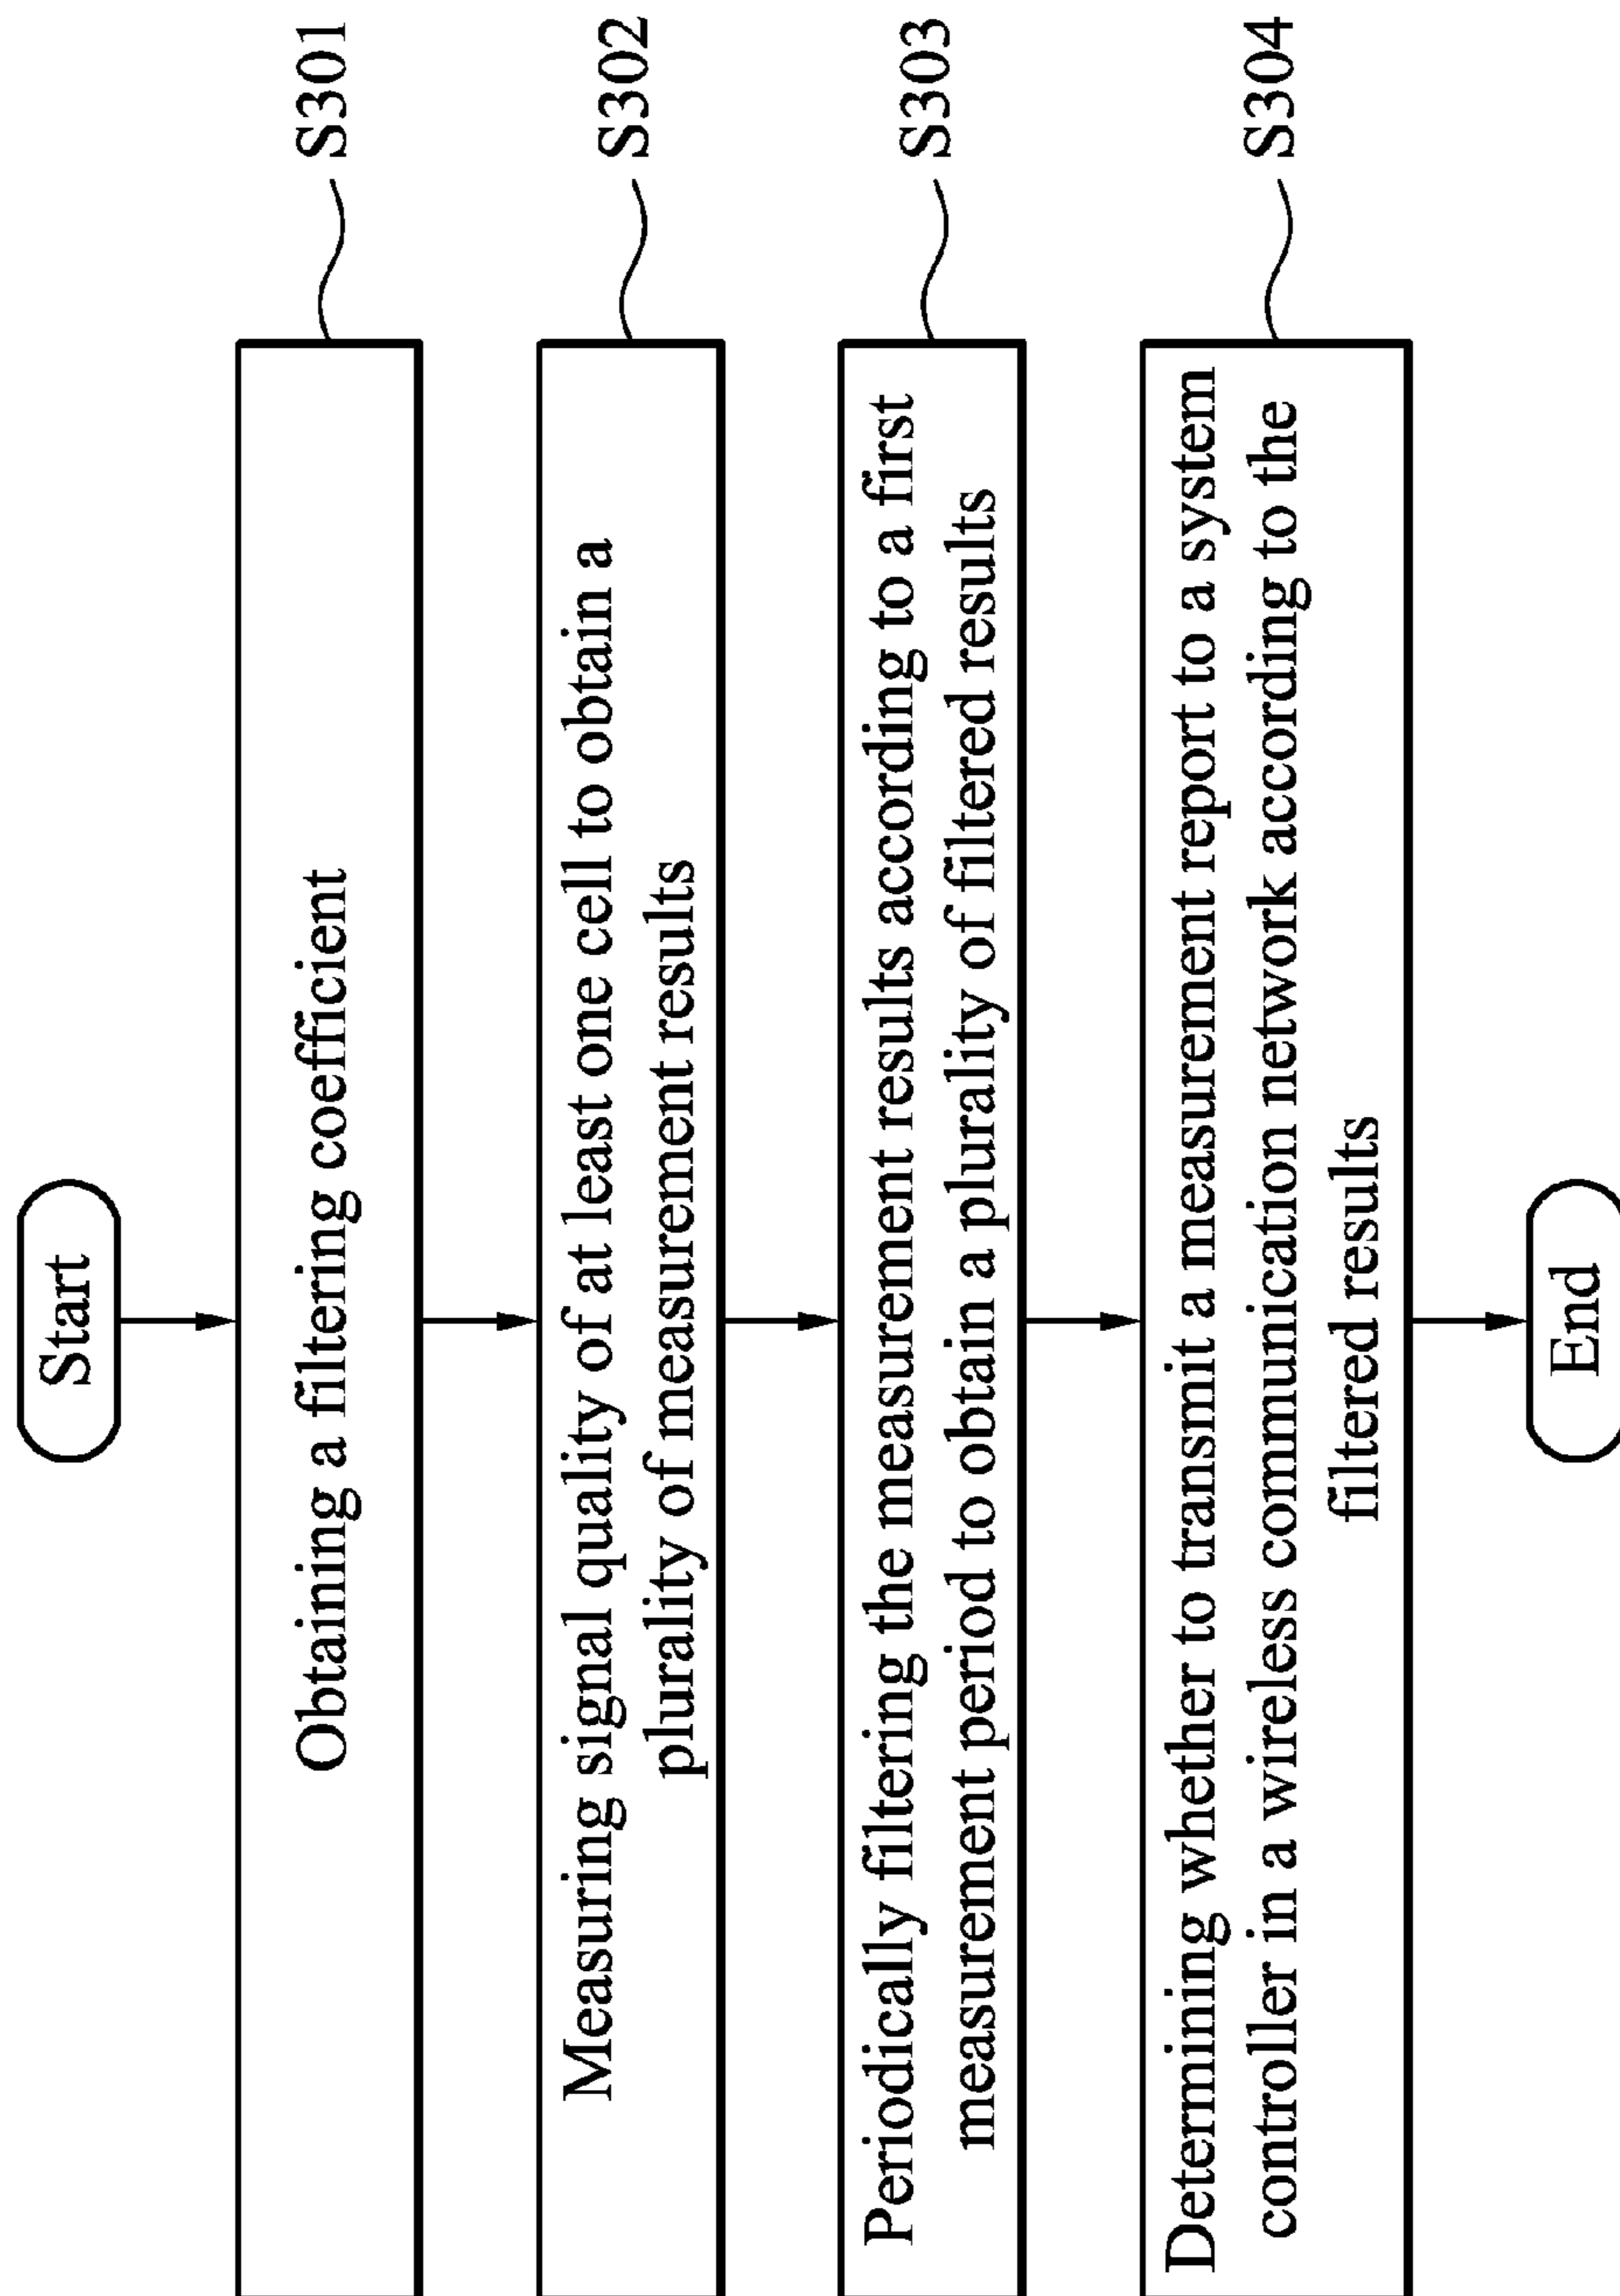 Start
Obtaining a filtering coefficient
S301
Measuring signal quality of at least one cell to obtain a
plurality of measurement results
S302
Periodically filtering the measurement results according to a first
measurement period to obtain a plurality of filtered results
S303
Determining whether to transmit a measurement report to a system
controller in a wireless communication network according to the
filtered results
S304
End